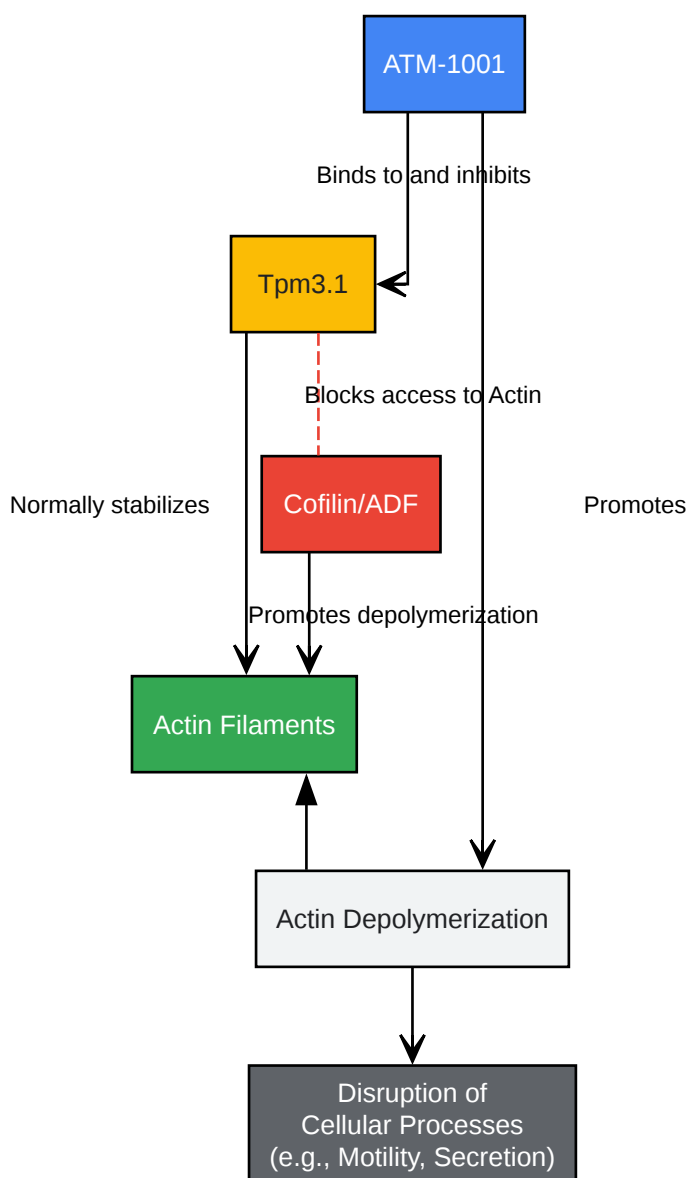 ATM-1001
Binds to and inhibits
Tpm3.1
Blocks access to Actin
Cofilin/ADF
Normally stabilizes
Promotes
Promotes depolymerization
Actin Filaments
Actin Depolymerization
Disruption of
Cellular Processes
(e.g., Motility, Secretion)